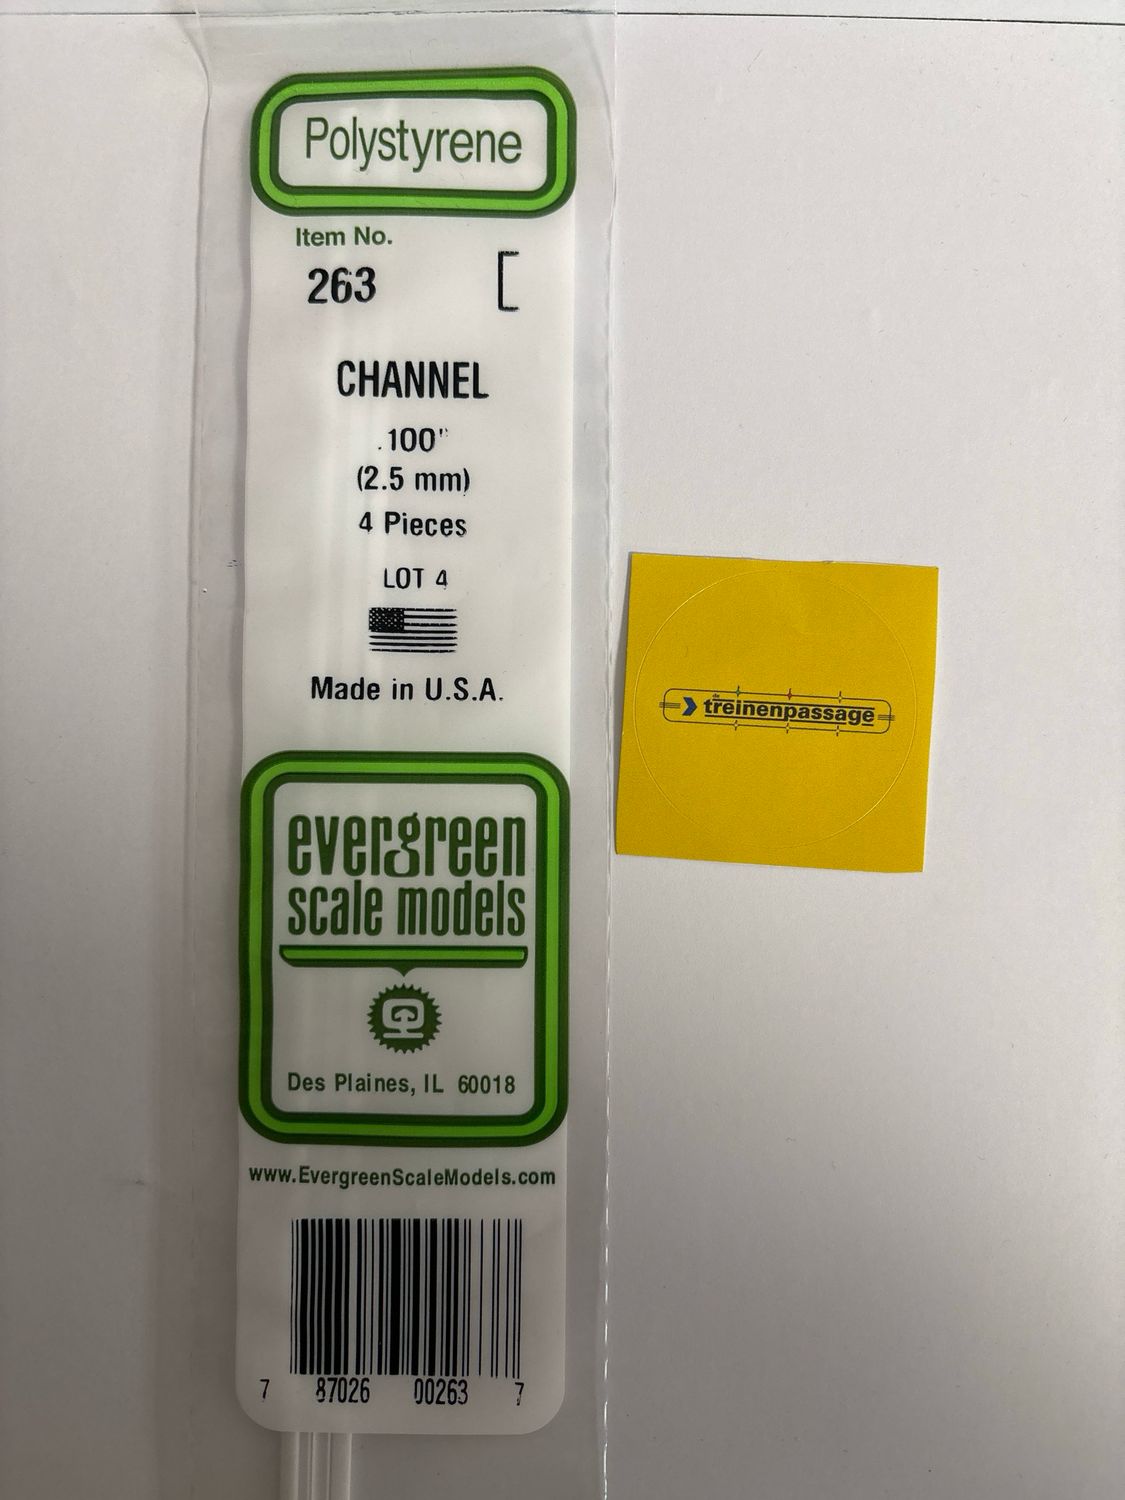 Polystyrene
Item No.
263
CHANNEL
.100"
(2.5 mm)
4 Pieces
LOT 4
Made in U.S.A.
evergreen
scale models
Des Plaines, IL 60018
www.EvergreenScaleModels.com
7 87026 00263 7
de
treinenpassage